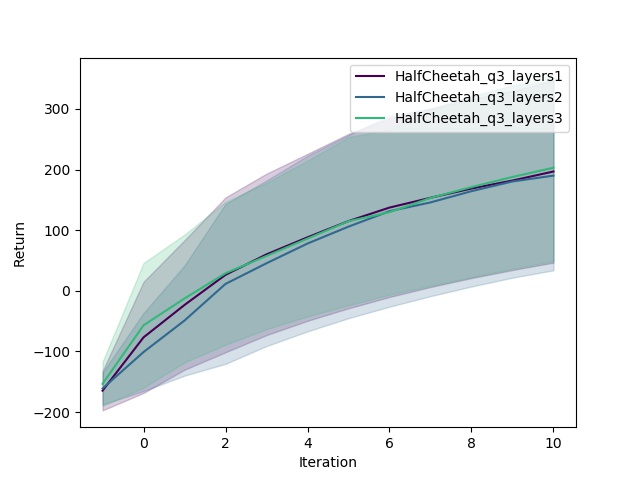 HalfCheetah_q3_layers1
HalfCheetah_q3_layers2
HalfCheetah_q3_layers3
300
200
100
0
−100
−200
Return
0
2
4
6
8
10
Iteration